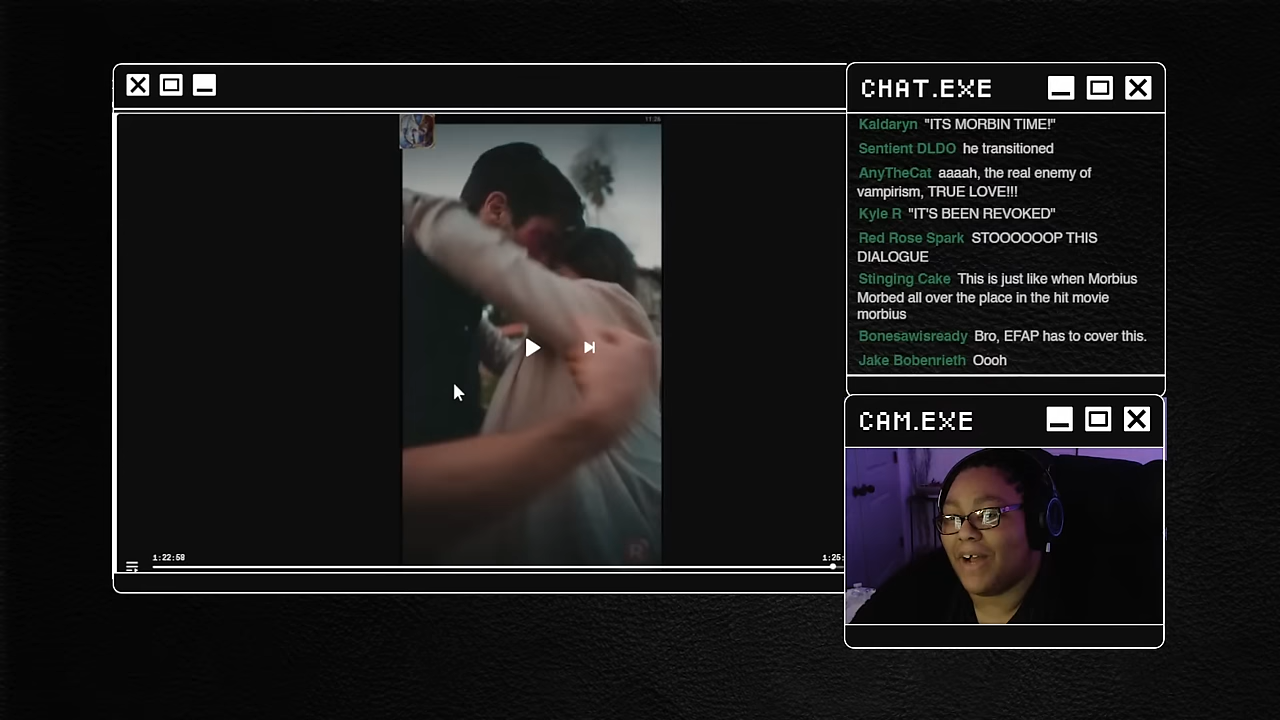 CHAT.EXE
Kaldaryn "ITS MORBIN TIME!"
Sentient DLDO he transitioned
AnyTheCat aaaah, the real enemy of
vampirism, TRUE LOVE!!!
Kyle R "IT'S BEEN REVOKED"
Red Rose Spark STOOOOOOP THIS
DIALOGUE
Stinging Cake This is just like when Morbius
Morbed all over the place in the hit movie
morbius
Bonesawisready Bro, EFAP has to cover this.
Jake Bobenrieth Oooh
CAM.EXE
1:22:59
1:25: